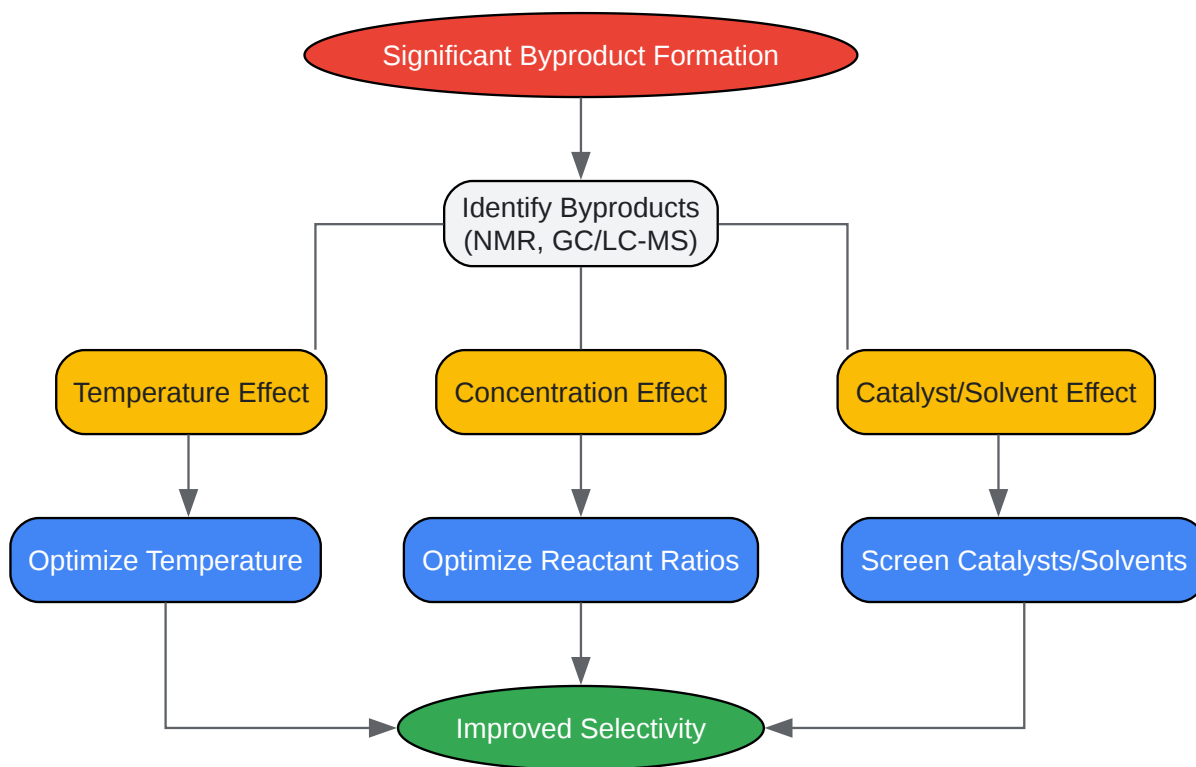 Significant Byproduct Formation
Identify Byproducts
(NMR, GC/LC-MS)
Temperature Effect
Concentration Effect
Catalyst/Solvent Effect
Optimize Temperature
Optimize Reactant Ratios
Screen Catalysts/Solvents
Improved Selectivity